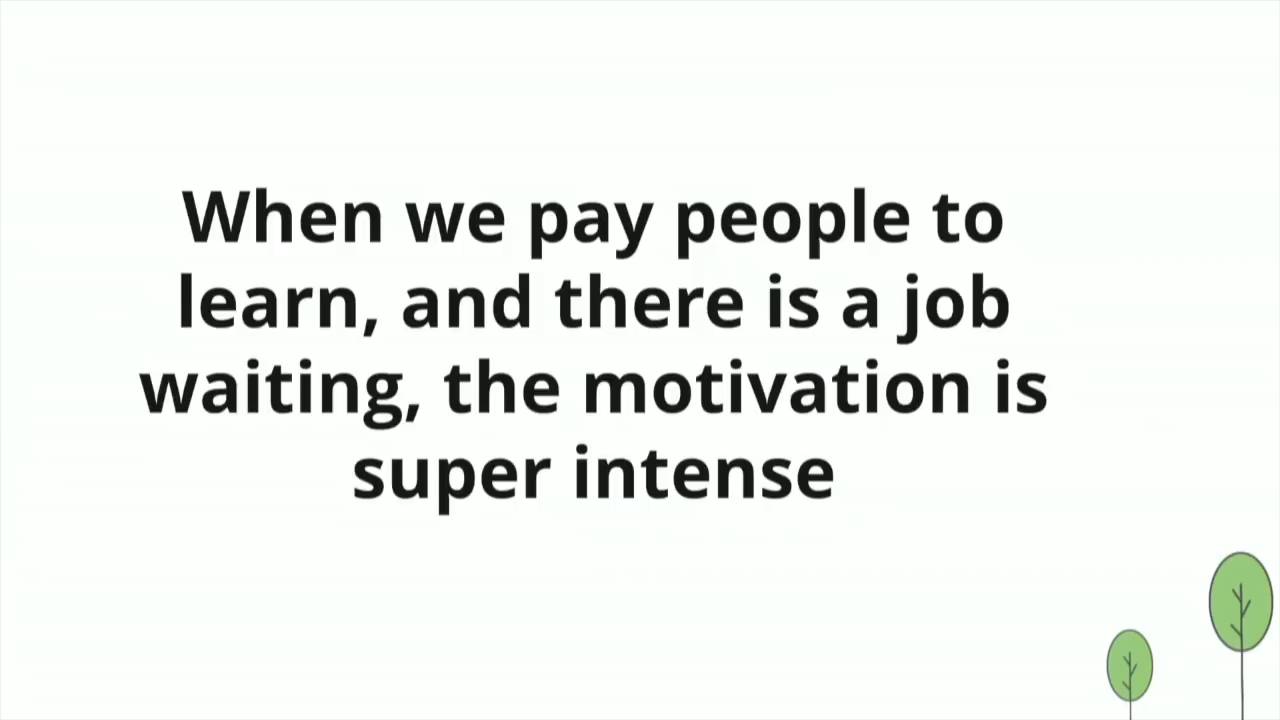 When we pay people to
learn, and there is a job
waiting, the motivation is
super intense